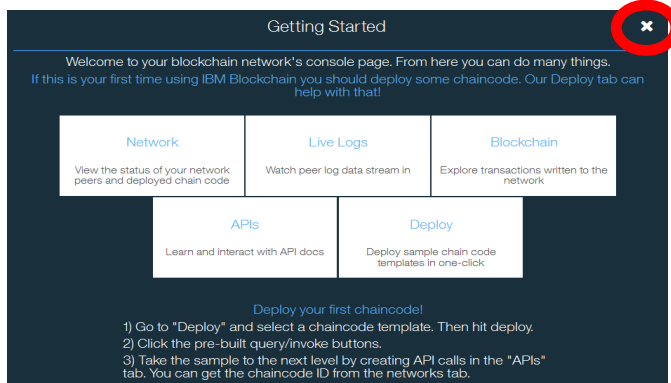 Getting Started
Welcome to your blockchain network's console page. From here you can do many things.
If this is your first time using IBM Blockchain you should deploy some chaincode. Our Deploy tab can
help with that!
Network
View the status of your network
peers and deployed chain code
Live Logs
Watch peer log data stream in
Blockchain
Explore transactions written to the
network
APIs
Learn and interact with API docs
Deploy
Deploy sample chain code
templates in one-click
Deploy your first chaincode!
1) Go to "Deploy" and select a chaincode template. Then hit deploy.
2) Click the pre-built query/invoke buttons.
3) Take the sample to the next level by creating API calls in the "APIs"
tab. You can get the chaincode ID from the networks tab.